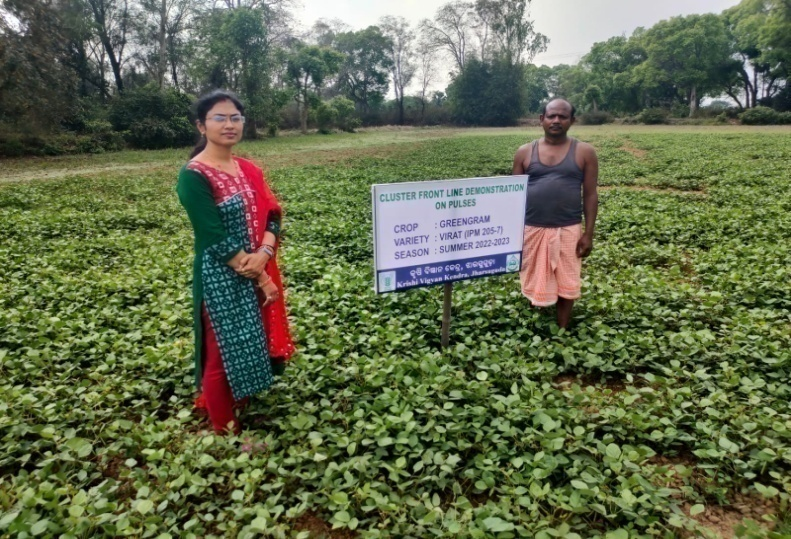 CLUSTER FRONT LINE DEMONSTRATION
ON PULSES
CROP : GREENGRAM
VARIETY : VIRAT (IPM 205-7)
SEASON : SUMMER 2022-2023
କୃଷି ବିଜ୍ଞାନ କେନ୍ଦ୍ର, ଝାରସୁଗୁଡ଼ା
Krishi Vigyan Kendra, Jharsuguda